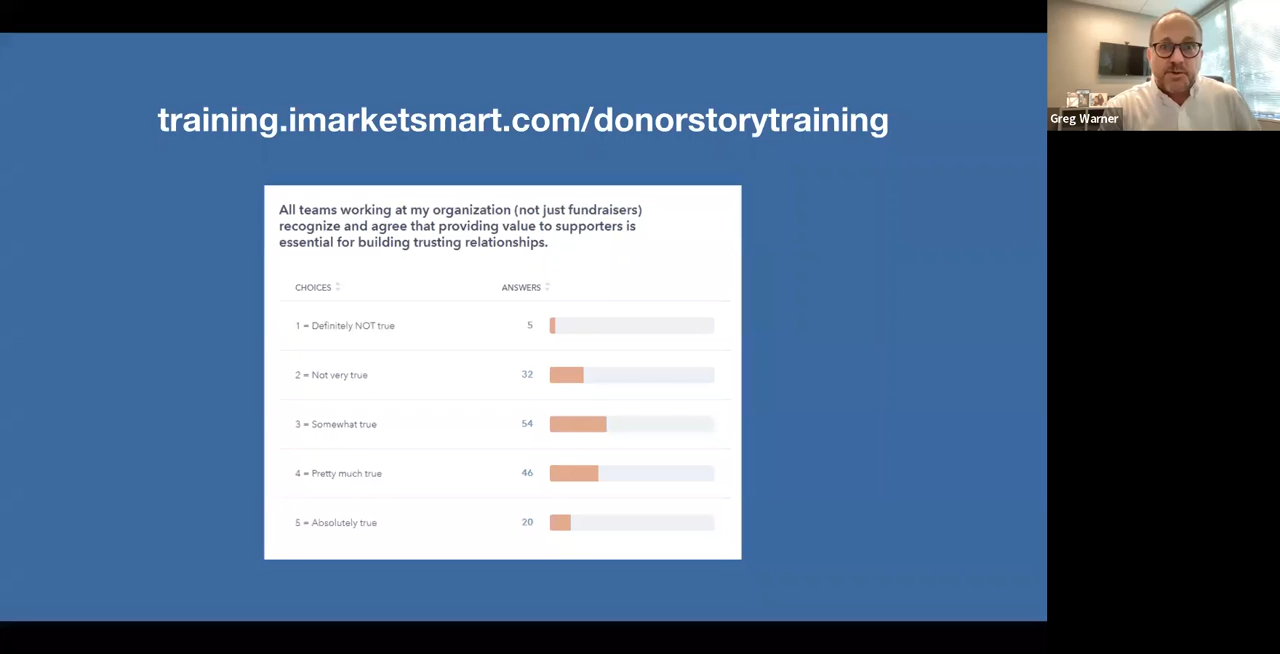 training.imarketsmart.com/donorstorytraining
Greg Warner
All teams working at my organization (not just fundraisers)
recognize and agree that providing value to supporters is
essential for building trusting relationships.
CHOICES ANSWERS
1 = Definitely NOT true 5
2 = Not very true 32
3 = Somewhat true 54
4 = Pretty much true 46
5 = Absolutely true 20